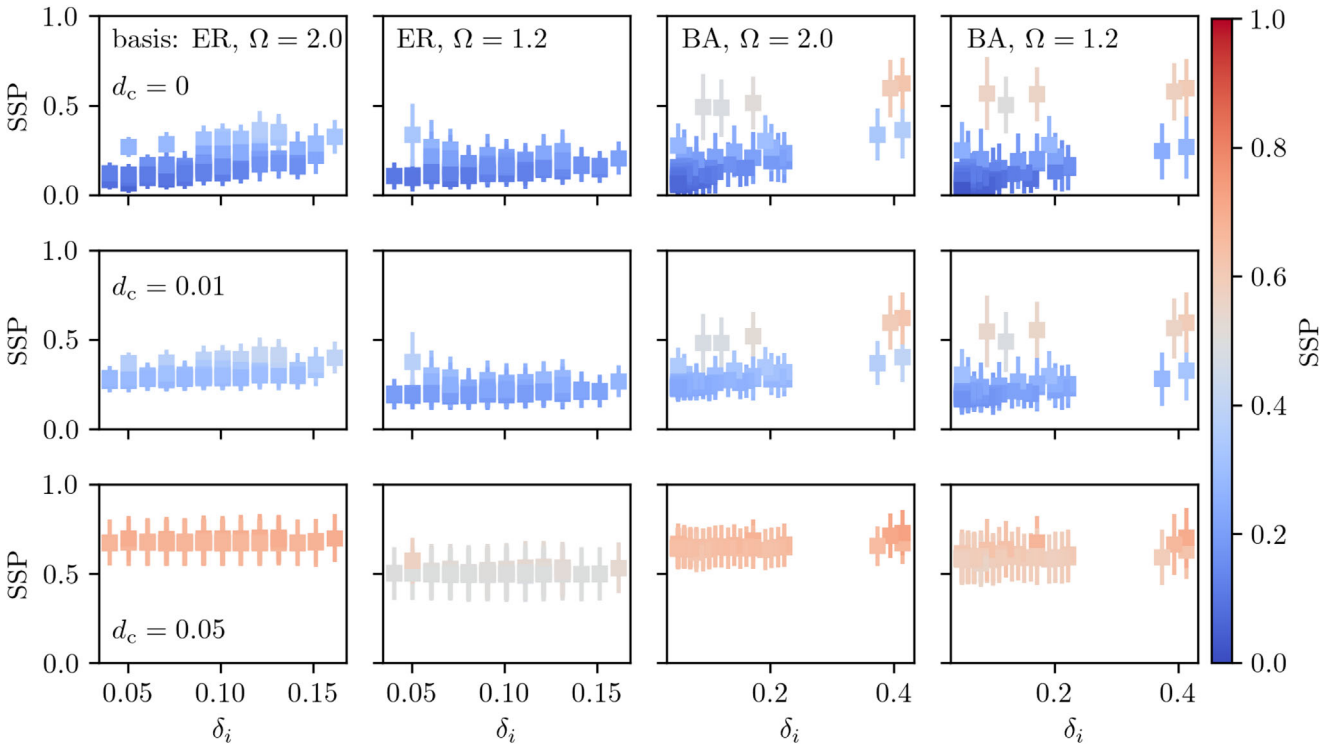 1.0
basis: ER, Ω = 2.0
ER, Ω = 1.2
BA, Ω = 2.0
BA, Ω = 1.2
1.0
d_c = 0
SSP
0.5
0.8
0.0
1.0
0.6
d_c = 0.01
SSP
0.5
SSP
0.4
0.0
1.0
0.2
SSP
0.5
d_c = 0.05
0.0
0.0
0.05
0.10
0.15
0.05
0.10
0.15
0.2
0.4
0.2
0.4
δ_i
δ_i
δ_i
δ_i